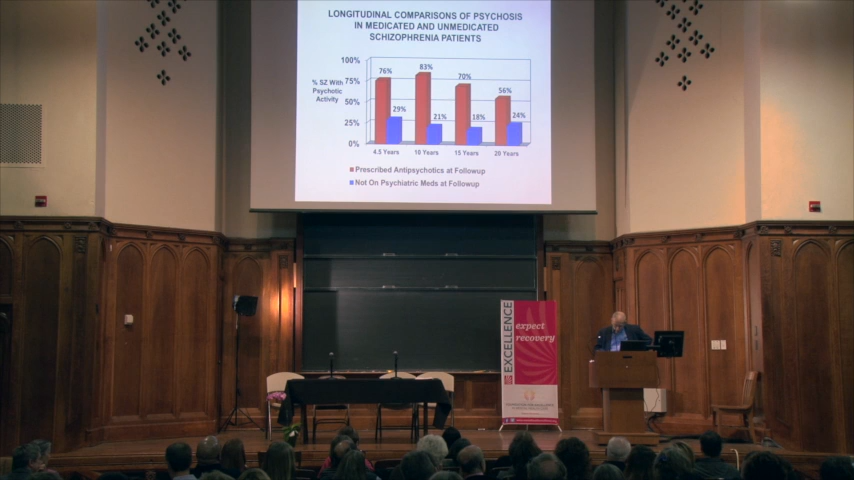 LONGITUDINAL COMPARISONS OF PSYCHOSIS
IN MEDICATED AND UNMEDICATED
SCHIZOPHRENIA PATIENTS
% SZ With
Psychotic
Activity
100%
75%
50%
25%
0%
76%
29%
83%
21%
70%
18%
56%
24%
4.5 Years
10 Years
15 Years
20 Years
Prescribed Antipsychotics at Followup
Not On Psychiatric Meds at Followup
EXCELLENCE
expect
recovery